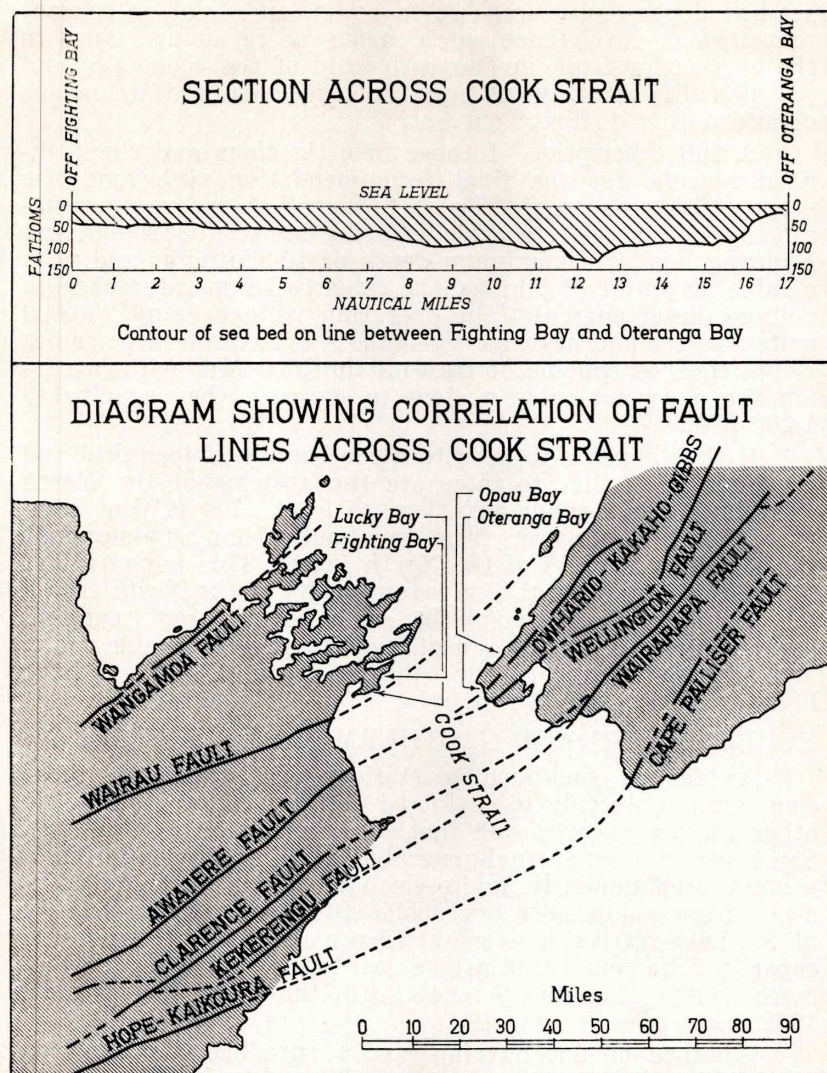 OFF FIGHTING BAY
SECTION ACROSS COOK STRAIT
OFF OTERANGA BAY
SEA LEVEL
FATHOMS
0
50
100
150
0
50
100
150
0 1 2 3 4 5 6 7 8 9 10 11 12 13 14 15 16 17
NAUTICAL MILES
Contour of sea bed on line between Fighting Bay and Oteranga Bay
DIAGRAM SHOWING CORRELATION OF FAULT
LINES ACROSS COOK STRAIT
Opau Bay
Oteranga Bay
Lucky Bay
Fighting Bay
OWHARIO-KAKAHO-GIBBS
WELLINGTON FAULT
WAIRARAPA FAULT
CAPE PALLISER FAULT
WANGAMOA FAULT
COOK STRAIT
WAIRAU FAULT
AWATERE FAULT
CLARENCE FAULT
KEKERENGU FAULT
HOPE-KAIKOURA FAULT
Miles
0 10 20 30 40 50 60 70 80 90